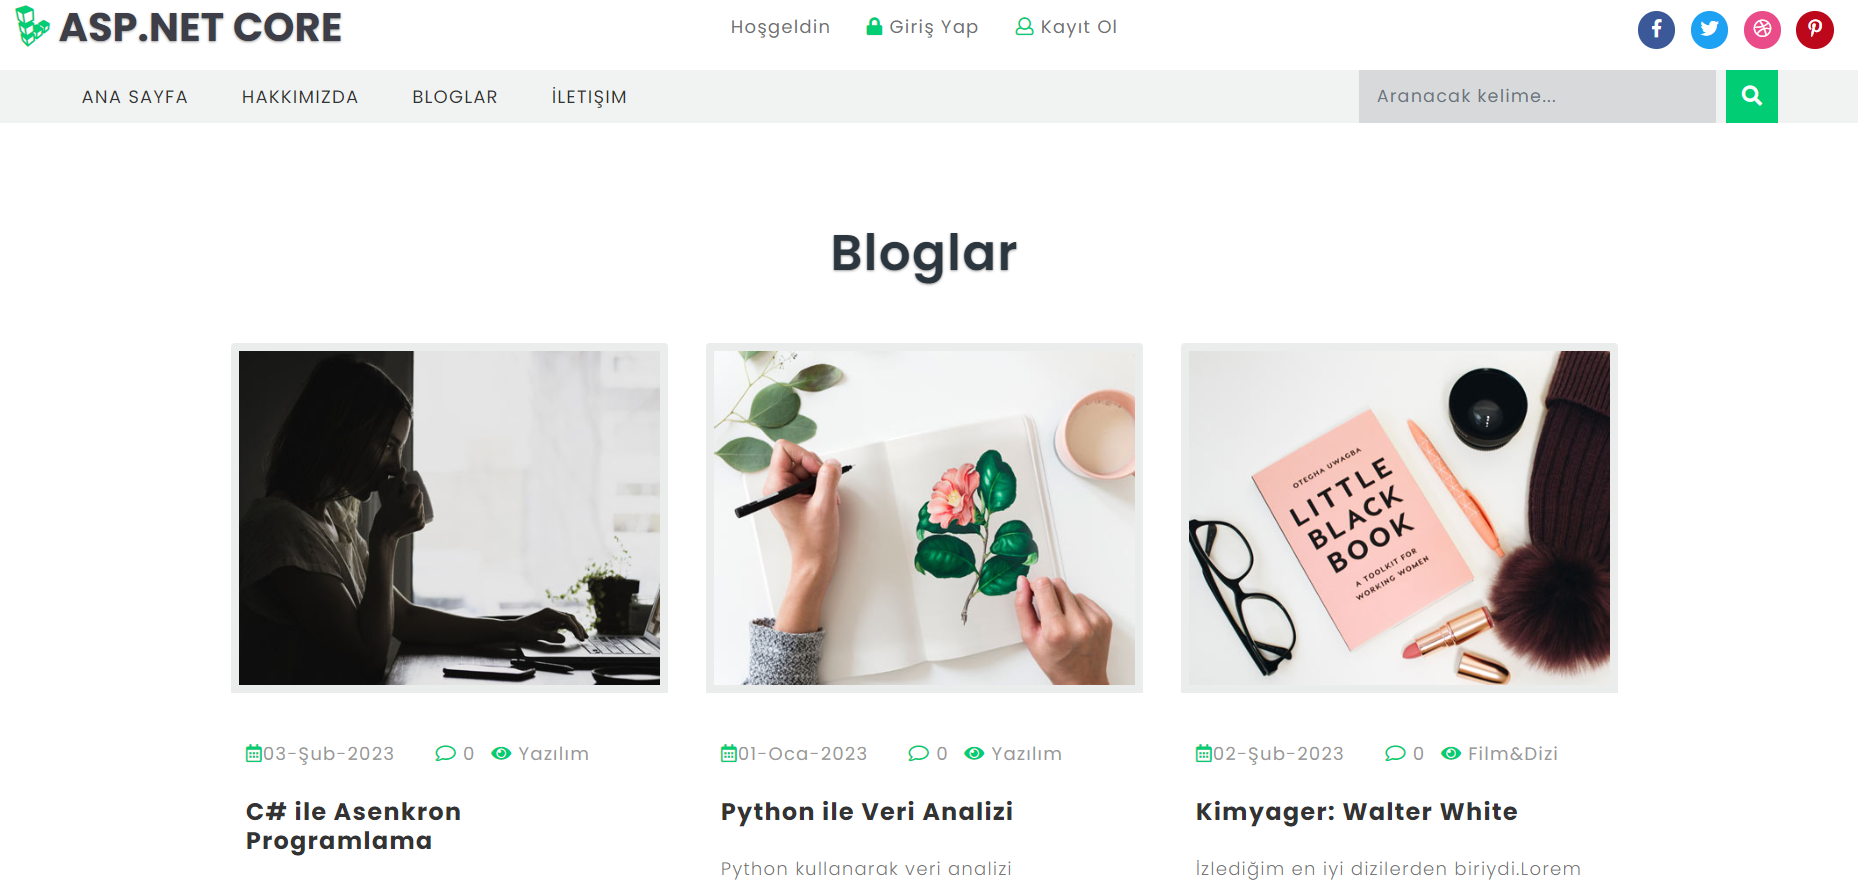 ASP.NET CORE
Hoşgeldin Giriş Yap Kayıt Ol
ANA SAYFA HAKKIMIZDA BLOGLAR İLETIŞIM
Aranacak kelime...
Bloglar
OTEGHA UWAGBA
LITTLE
BLACK
BOOK
A TOOLKIT FOR
WORKING WOMEN
03-Şub-2023 0 Yazılım
C# ile Asenkron
Programlama
01-Oca-2023 0 Yazılım
Python ile Veri Analizi
Python kullanarak veri analizi
02-Şub-2023 0 Film&Dizi
Kimyager: Walter White
İzlediğim en iyi dizilerden biriydi.Lorem